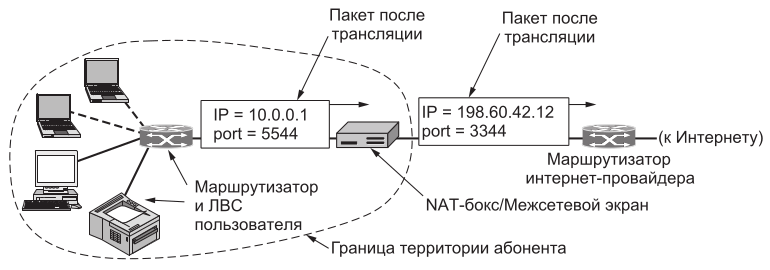 Пакет после
трансляции
Пакет после
трансляции
IP = 10.0.0.1
port = 5544
IP = 198.60.42.12
port = 3344
(к Интернету)
Маршрутизатор
интернет-провайдера
Маршрутизатор
и ЛВС
пользователя
NAT-бокс/Межсетевой экран
Граница территории абонента